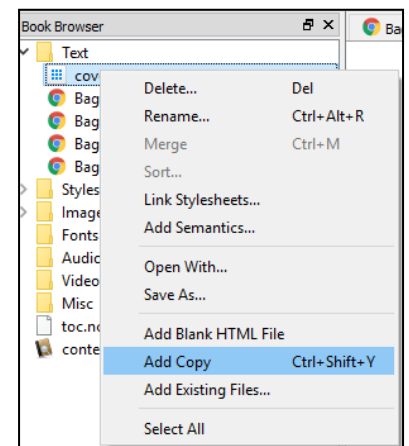 Book Browser
Ba
Text
cov
Bag
Bag
Bag
Bag
Styles
Image
Fonts
Audio
Video
Misc
toc.nc
conte
Delete... Del
Rename... Ctrl+Alt+R
Merge Ctrl+M
Sort...
Link Stylesheets...
Add Semantics...
Open With...
Save As...
Add Blank HTML File
Add Copy Ctrl+Shift+Y
Add Existing Files...
Select All